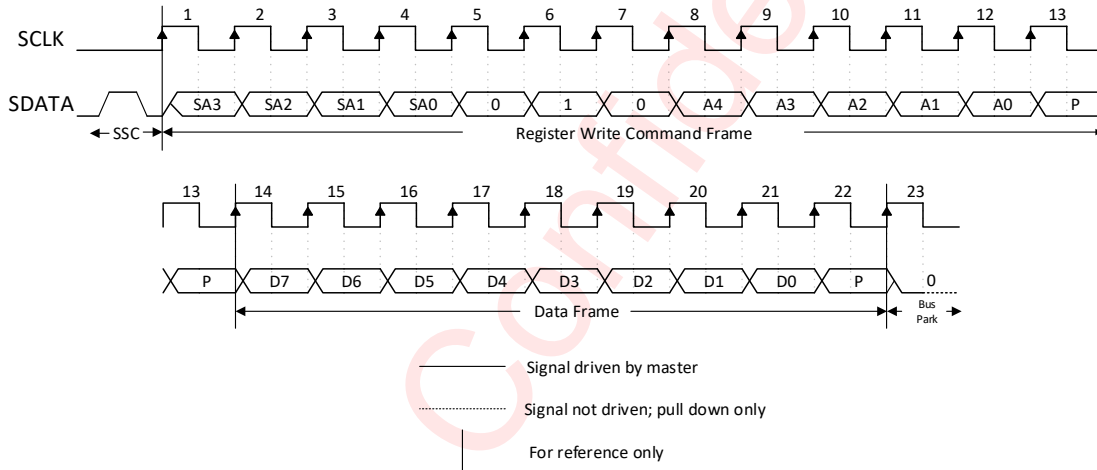 1 2 3 4 5 6 7 8 9 10 11 12 13
SCLK
SDATA SA3 SA2 SA1 SA0 0 1 0 A4 A3 A2 A1 A0 P
SSC Register Write Command Frame
13 14 15 16 17 18 19 20 21 22 23
P D7 D6 D5 D4 D3 D2 D1 D0 P 0
Data Frame Bus
Park
Signal driven by master
Signal not driven; pull down only
For reference only
Confide